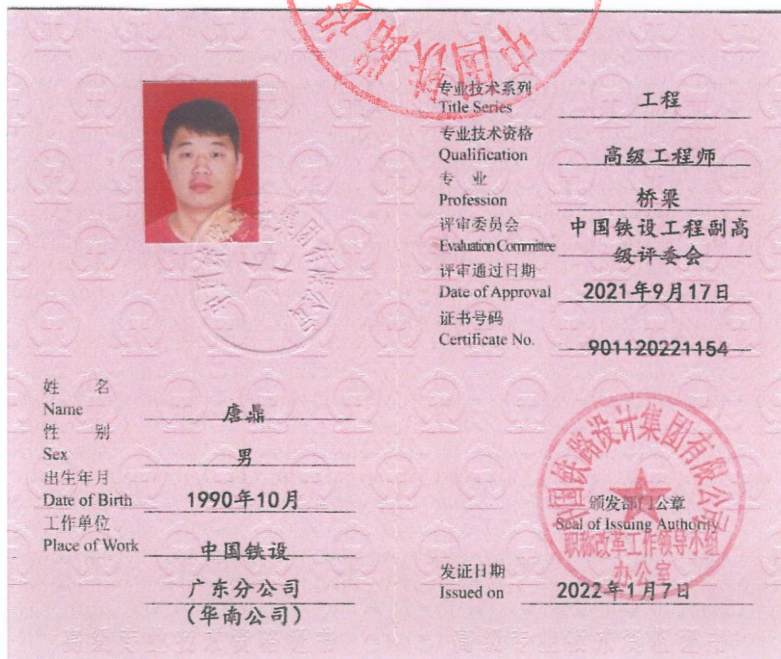 中国铁路设
专业技术系列
Title Series
工程
专业技术资格
Qualification
高级工程师
专 业
Profession
桥梁
评审委员会
Evaluation Committee
中国铁设工程副高
级评委会
评审通过日期
Date of Approval
2021年9月17日
证书号码
Certificate No.
901120221154
姓 名
Name
唐鼎
性 别
Sex
男
出生年月
Date of Birth
1990年10月
工作单位
Place of Work
中国铁设
广东分公司
(华南公司)
中国铁路设计集团有限公司
颁发部门公章
Seal of Issuing Authority
职称改革工作领导小组
办公室
发证日期
Issued on
2022年1月7日